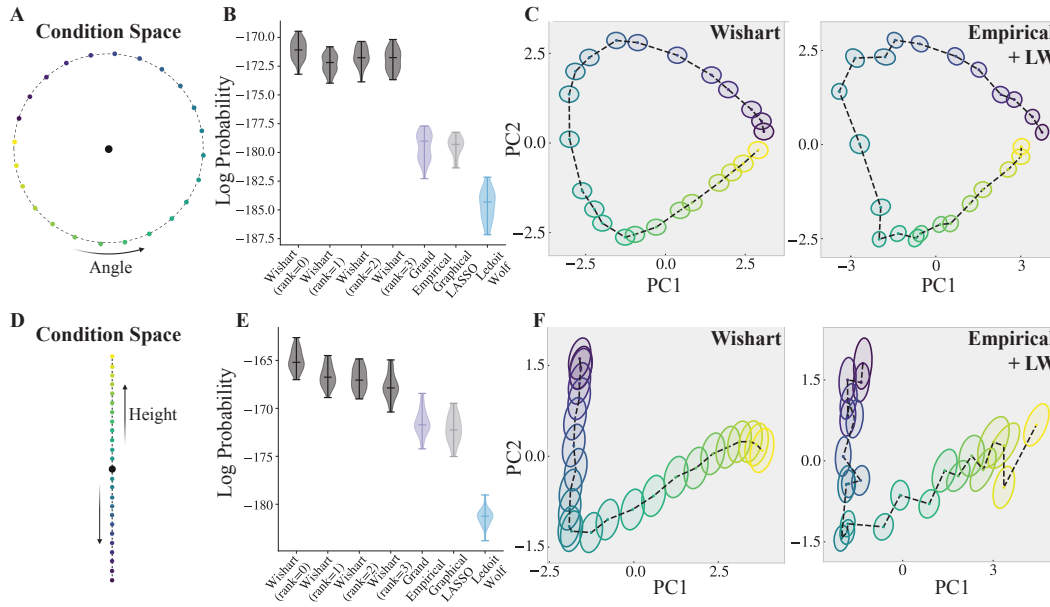 A
Condition Space
Angle
B
Log Probability
−170.0
−172.5
−175.0
−177.5
−180.0
−182.5
−185.0
−187.5
Wishart
(rank=0)
Wishart
(rank=1)
Wishart
(rank=2)
Wishart
(rank=3)
Grand
Empirical
Graphical
LASSO
Ledoit
Wolf
C
Wishart
PC2
2.5
0.0
−2.5
−2.5
0.0
2.5
PC1
Empirical
+ LW
2.5
0.0
−2.5
−3
0
3
PC1
D
Condition Space
Height
E
Log Probability
−165
−170
−175
−180
Wishart
(rank=0)
Wishart
(rank=1)
Wishart
(rank=2)
Wishart
(rank=3)
Grand
Empirical
Graphical
LASSO
Ledoit
Wolf
F
Wishart
PC2
1.5
0.0
−1.5
−2.5
0.0
2.5
PC1
Empirical
+ LW
1.5
0.0
−1.5
0
3
PC1